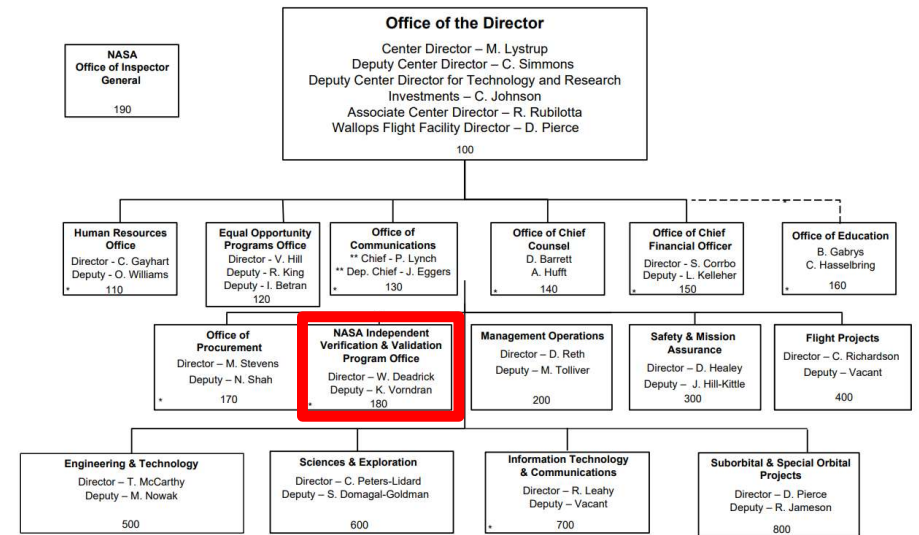 Office of the Director
Center Director – M. Lystrup
Deputy Center Director – C. Simmons
Deputy Center Director for Technology and Research
Investments – C. Johnson
Associate Center Director – R. Rubilotta
Wallops Flight Facility Director – D. Pierce
100
NASA
Office of Inspector
General
190
Human Resources
Office
Director - C. Gayhart
Deputy - O. Williams
* 110
Equal Opportunity
Programs Office
Director - V. Hill
Deputy - R. King
Deputy - I. Betran
120
Office of
Communications
** Chief - P. Lynch
** Dep. Chief - J. Eggers
* 130
Office of Chief
Counsel
D. Barrett
A. Hufft
* 140
Office of Chief
Financial Officer
Director - S. Corrbo
Deputy - L. Kelleher
* 150
*
Office of Education
B. Gabrys
C. Hasselbring
* 160
Office of
Procurement
Director – M. Stevens
Deputy – N. Shah
* 170
NASA Independent
Verification & Validation
Program Office
Director – W. Deadrick
Deputy – K. Vorndran
* 180
Management Operations
Director – D. Reth
Deputy – M. Tolliver
200
Safety & Mission
Assurance
Director – D. Healey
Deputy – J. Hill-Kittle
300
Flight Projects
Director – C. Richardson
Deputy – Vacant
400
Engineering & Technology
Director – T. McCarthy
Deputy – M. Nowak
500
Sciences & Exploration
Director – C. Peters-Lidard
Deputy – S. Domagal-Goldman
600
Information Technology
& Communications
Director – R. Leahy
Deputy – Vacant
* 700
Suborbital & Special Orbital
Projects
Director – D. Pierce
Deputy – R. Jameson
800